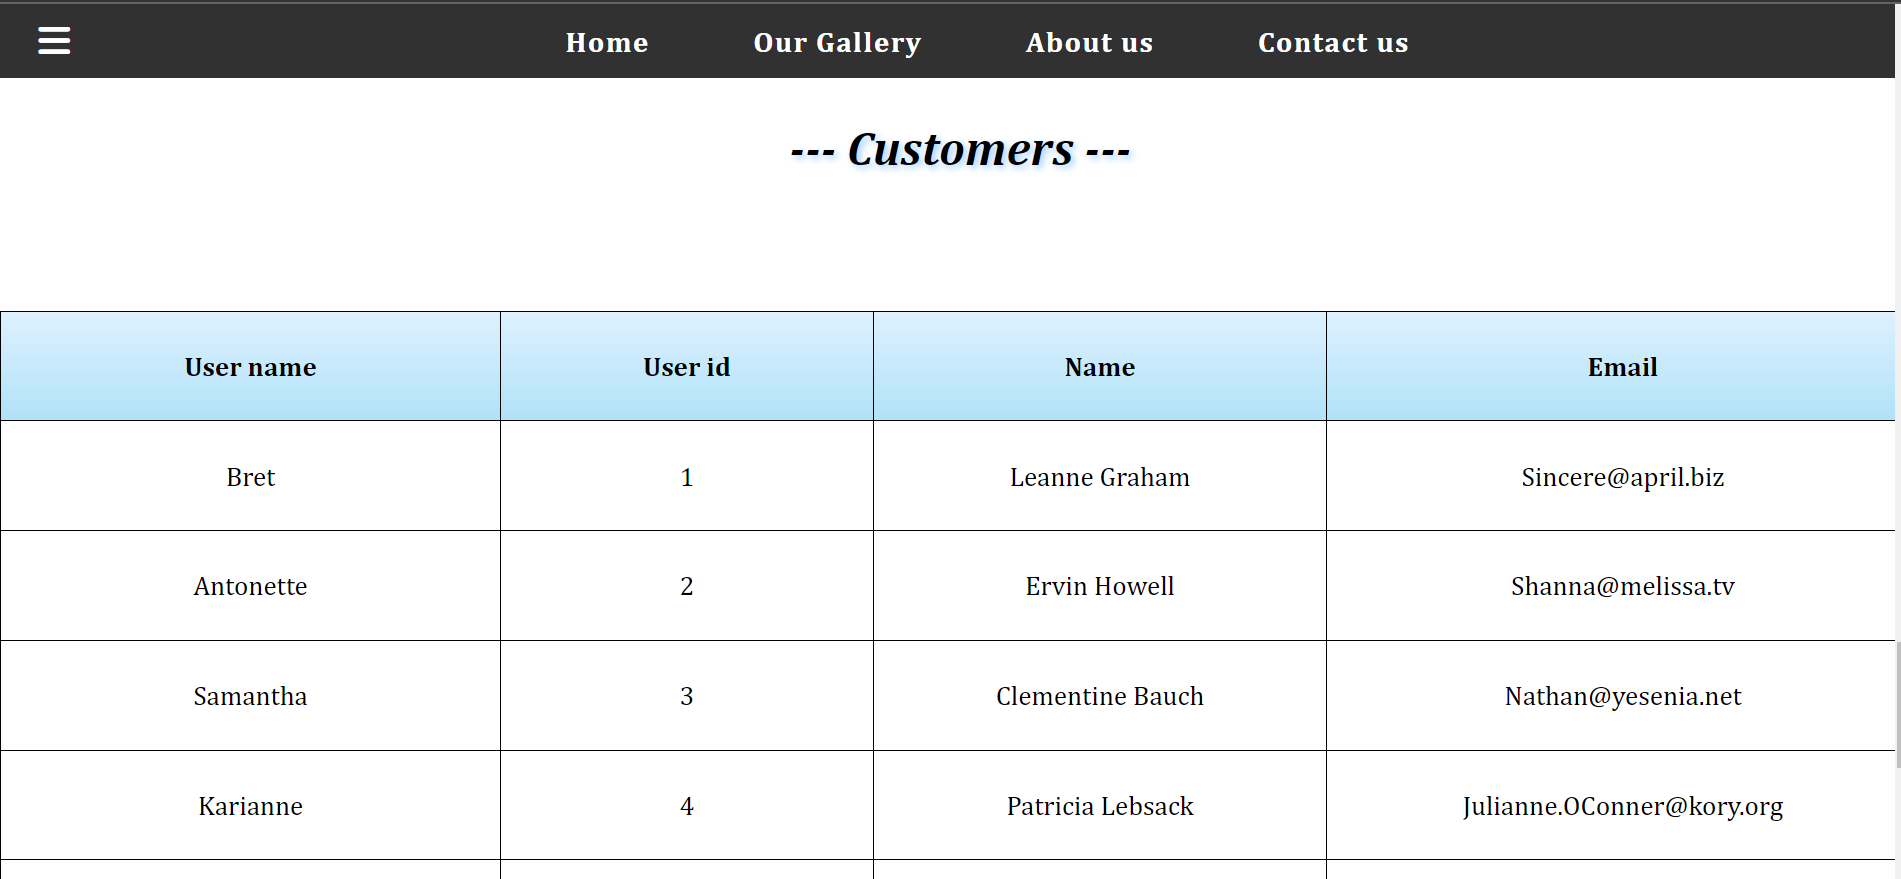 Home Our Gallery About us Contact us
--- Customers ---
User name User id Name Email
Bret 1 Leanne Graham Sincere@april.biz
Antonette 2 Ervin Howell Shanna@melissa.tv
Samantha 3 Clementine Bauch Nathan@yesenia.net
Karianne 4 Patricia Lebsack Julianne.OConner@kory.org